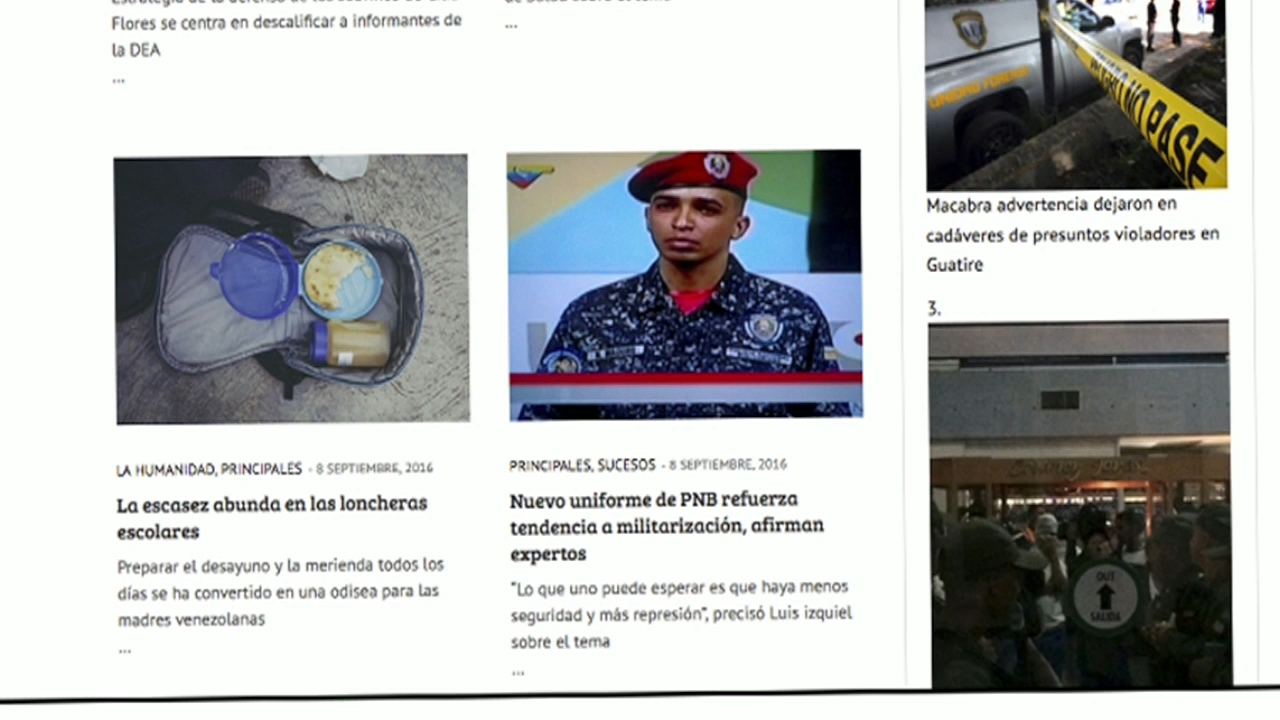 Flores se centra en descalificar a informantes de
la DEA
...
...
LA HUMANIDAD, PRINCIPALES - 8 SEPTIEMBRE, 2016
La escasez abunda en las loncheras
escolares
Preparar el desayuno y la merienda todos los
días se ha convertido en una odisea para las
madres venezolanas
...
PRINCIPALES, SUCESOS - 8 SEPTIEMBRE, 2016
Nuevo uniforme de PNB refuerza
tendencia a militarización, afirman
expertos
"Lo que uno puede esperar es que haya menos
seguridad y más represión", precisó Luis izquiel
sobre el tema
...
NO PASE
Macabra advertencia dejaron en
cadáveres de presuntos violadores en
Guatire
3.
OUT
SALIDA